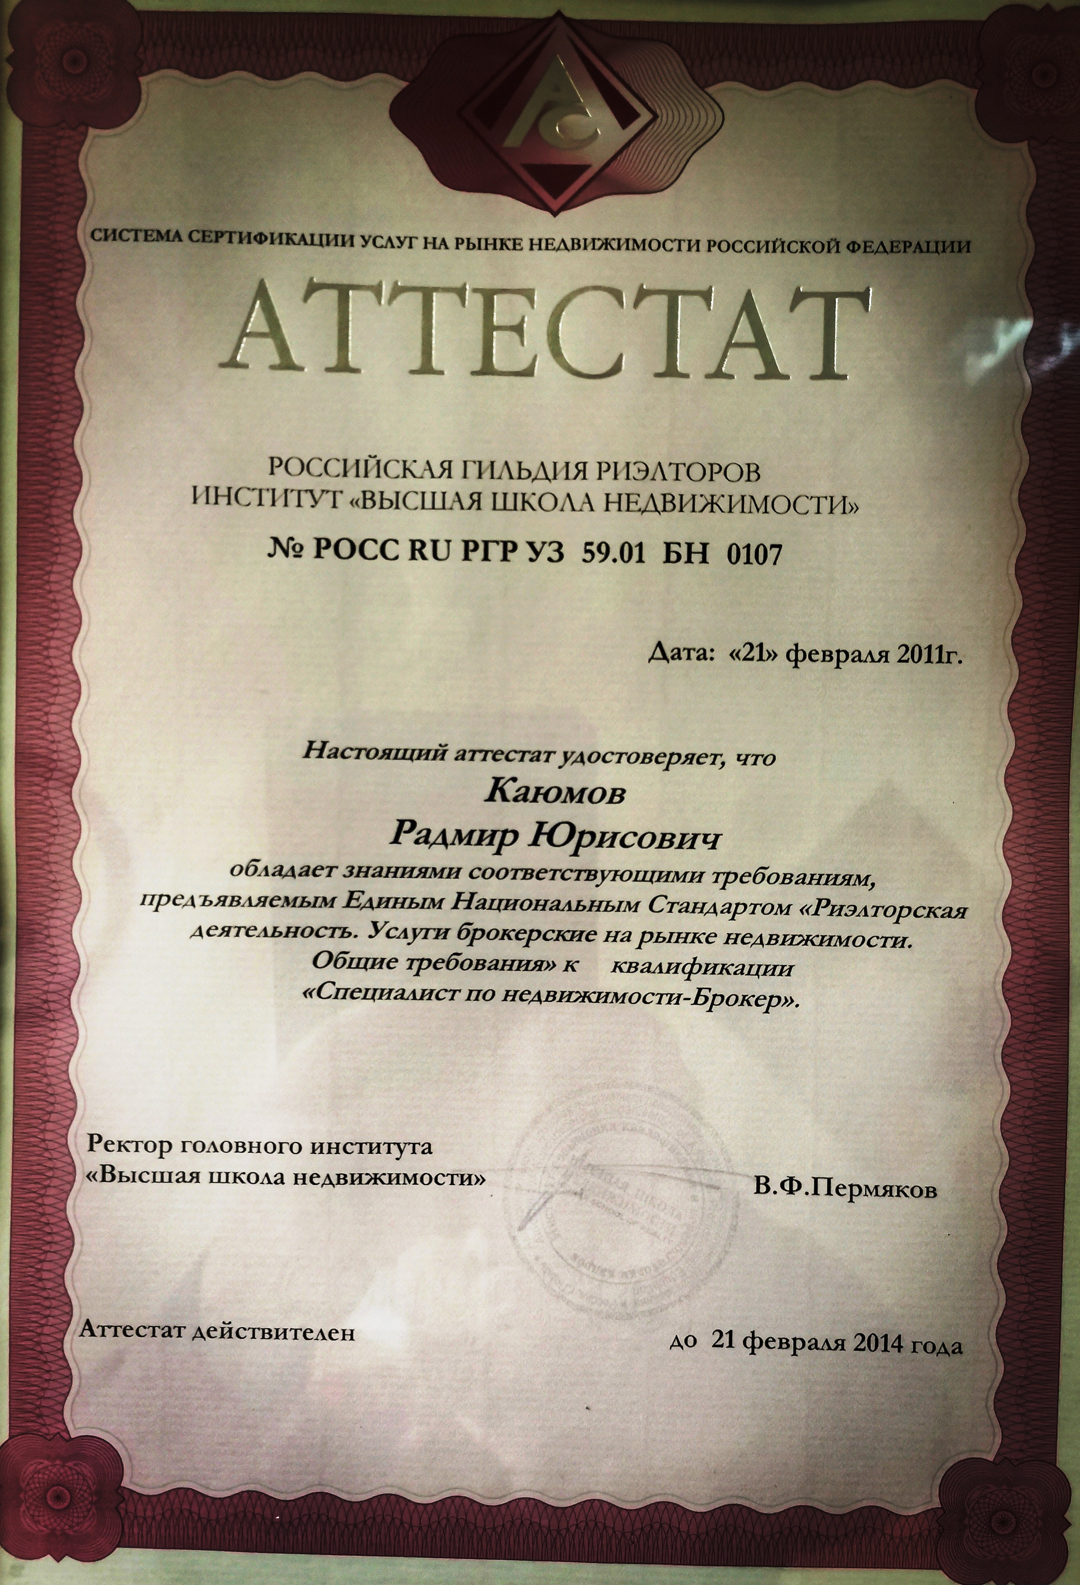 АС
СИСТЕМА СЕРТИФИКАЦИИ УСЛУГ НА РЫНКЕ НЕДВИЖИМОСТИ РОССИЙСКОЙ ФЕДЕРАЦИИ
АТТЕСТАТ
РОССИЙСКАЯ ГИЛЬДИЯ РИЭЛТОРОВ
ИНСТИТУТ «ВЫСШАЯ ШКОЛА НЕДВИЖИМОСТИ»
№ РОСС RU РГР УЗ 59.01 БН 0107
Дата: «21» февраля 2011г.
Настоящий аттестат удостоверяет, что
Каюмов
Радмир Юрисович
обладает знаниями соответствующими требованиям,
предъявляемым Единым Национальным Стандартом «Риэлторская
деятельность. Услуги брокерские на рынке недвижимости.
Общие требования» к квалификации
«Специалист по недвижимости-Брокер».
Ректор головного института
«Высшая школа недвижимости»
В.Ф.Пермяков
Аттестат действителен
до 21 февраля 2014 года